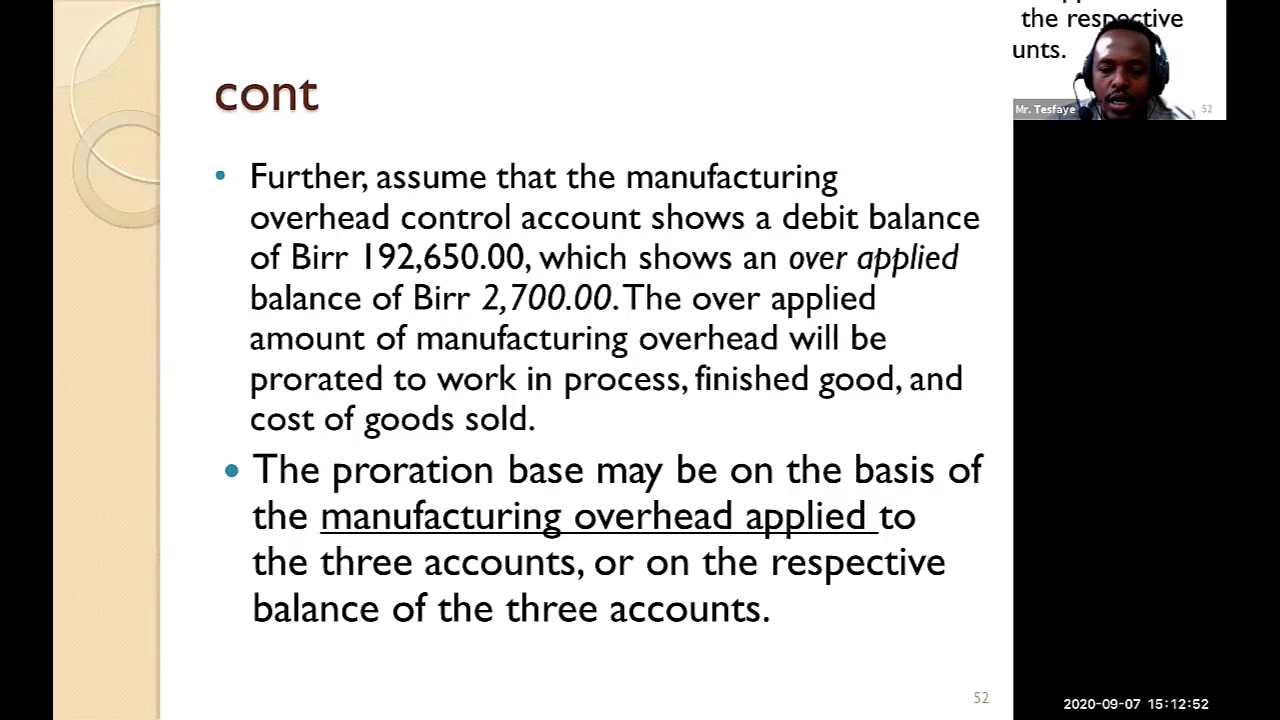 the respective
unts.
Mr. Tesfaye
52
cont
• Further, assume that the manufacturing
overhead control account shows a debit balance
of Birr 192,650.00, which shows an over applied
balance of Birr 2,700.00. The over applied
amount of manufacturing overhead will be
prorated to work in process, finished good, and
cost of goods sold.
• The proration base may be on the basis of
the manufacturing overhead applied to
the three accounts, or on the respective
balance of the three accounts.
52
2020-09-07 15:12:52